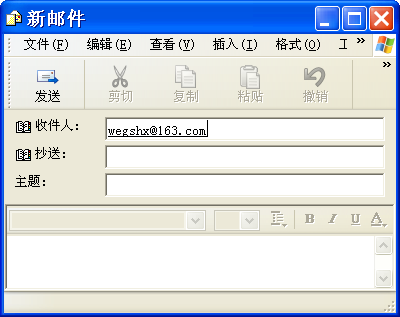 新邮件
文件(F) 编辑(E) 查看(V) 插入(I) 格式(O) 工 »
»
发送 剪切 复制 粘贴 撤销
收件人: wegshx@163.com
抄送:
主题:
B I U A